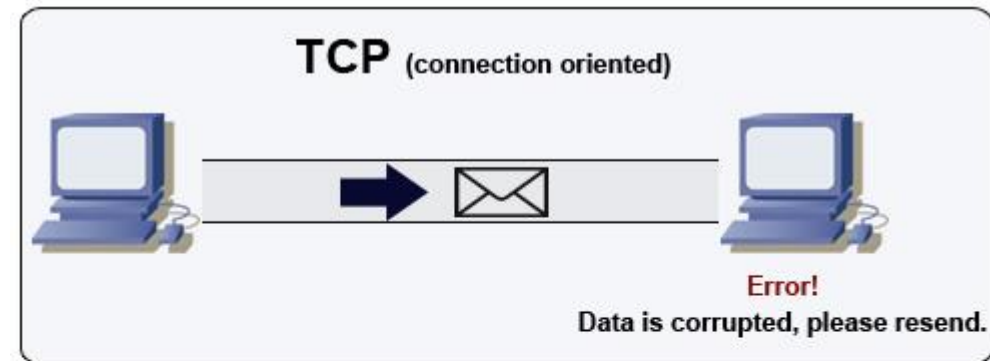 TCP (connection oriented)
Error!
Data is corrupted, please resend.